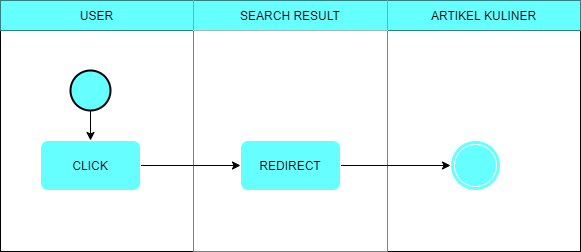 USER
SEARCH RESULT
ARTIKEL KULINER
CLICK
REDIRECT